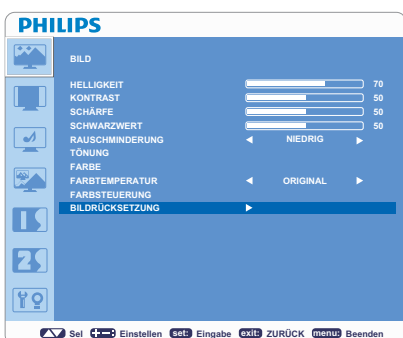 PHILIPS
BILD
HELLIGKEIT 70
KONTRAST 50
SCHÄRFE 50
SCHWARZWERT
RAUSCHMINDERUNG NIEDRIG
TÖNUNG
FARBE
FARBTEMPERATUR ORIGINAL
FARBSTEUERUNG
BILDRÜCKSETZUNG
Sel Einstellen set: Eingabe exit: ZURÜCK menu: Beenden